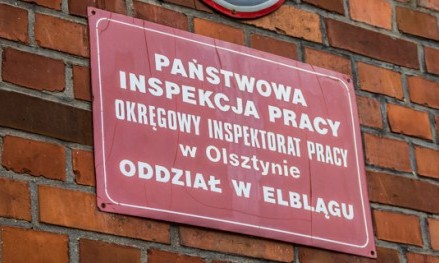 PAŃSTWOWA
INSPEKCJA PRACY
OKRĘGOWY INSPEKTORAT PRACY
w Olsztynie
ODDZIAŁ W ELBLĄGU